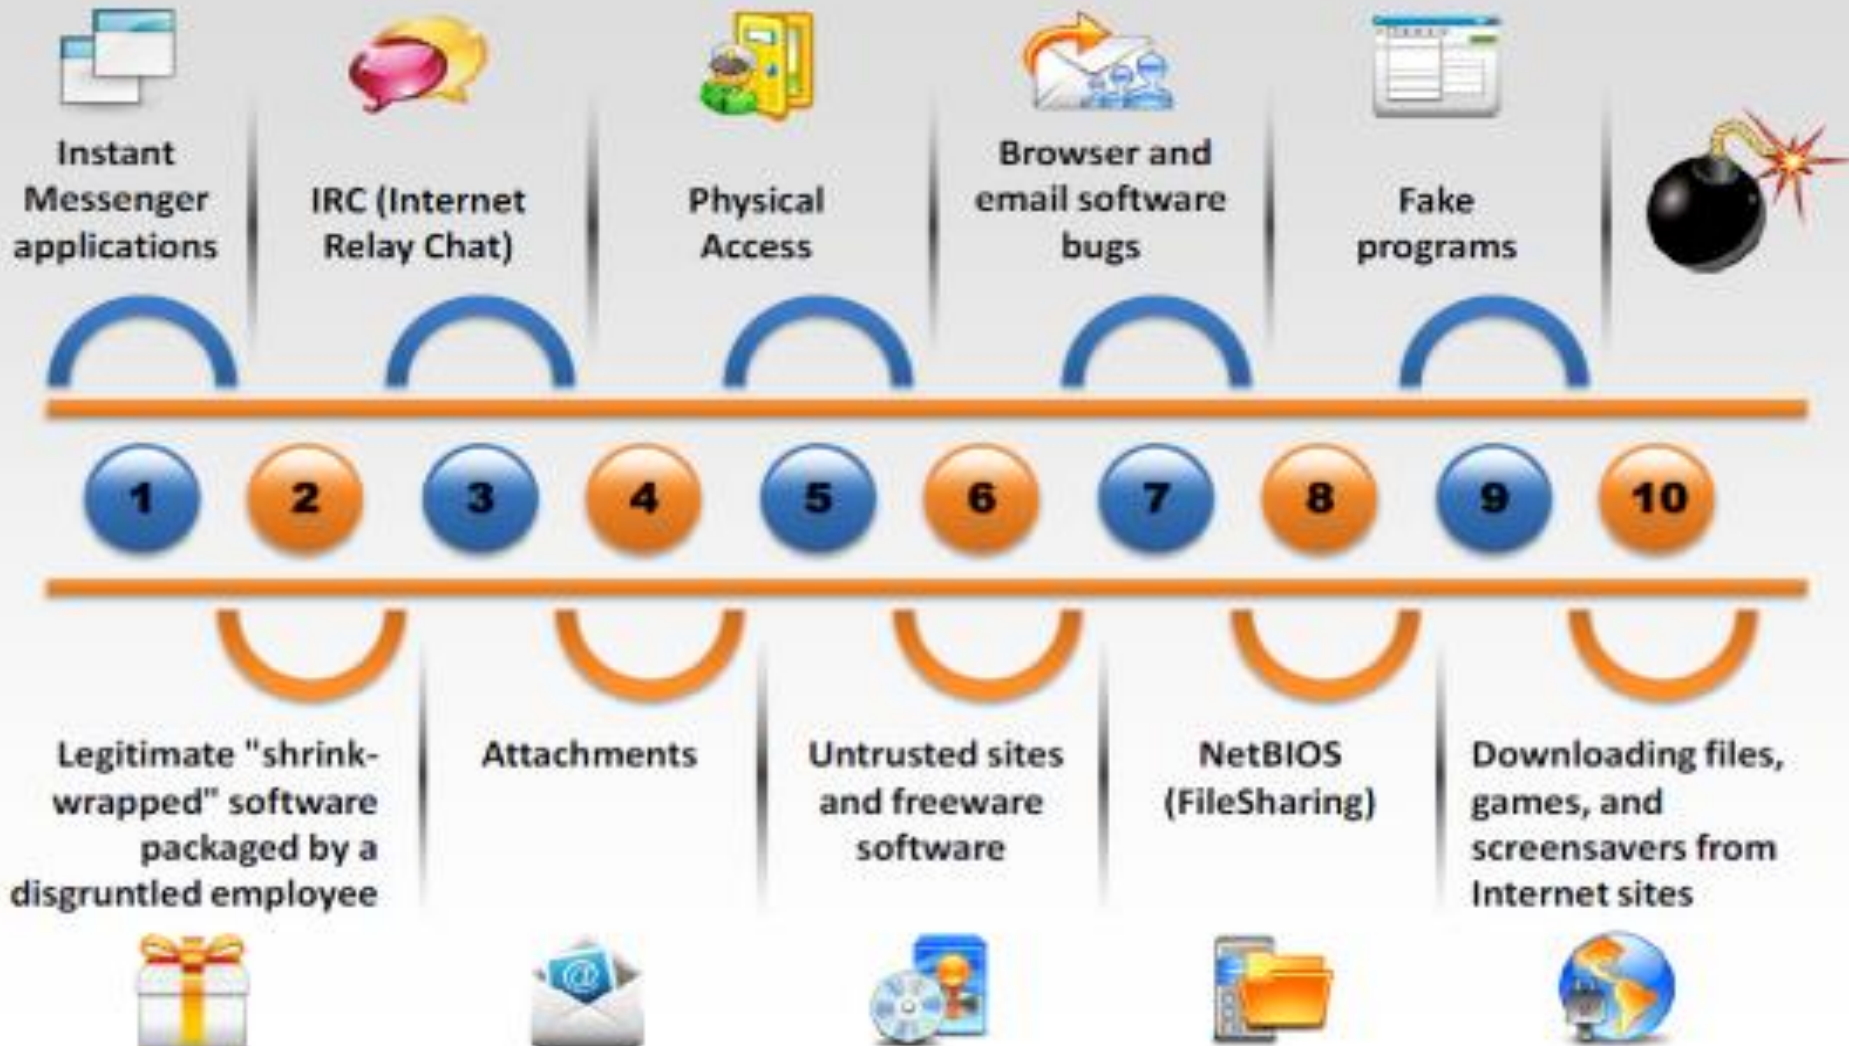 Instant
Messenger
applications
IRC (Internet
Relay Chat)
Physical
Access
Browser and
email software
bugs
Fake
programs
1
2
3
4
5
6
7
8
9
10
Legitimate "shrink-
wrapped" software
packaged by a
disgruntled employee
Attachments
Untrusted sites
and freeware
software
NetBIOS
(FileSharing)
Downloading files,
games, and
screensavers from
Internet sites
@